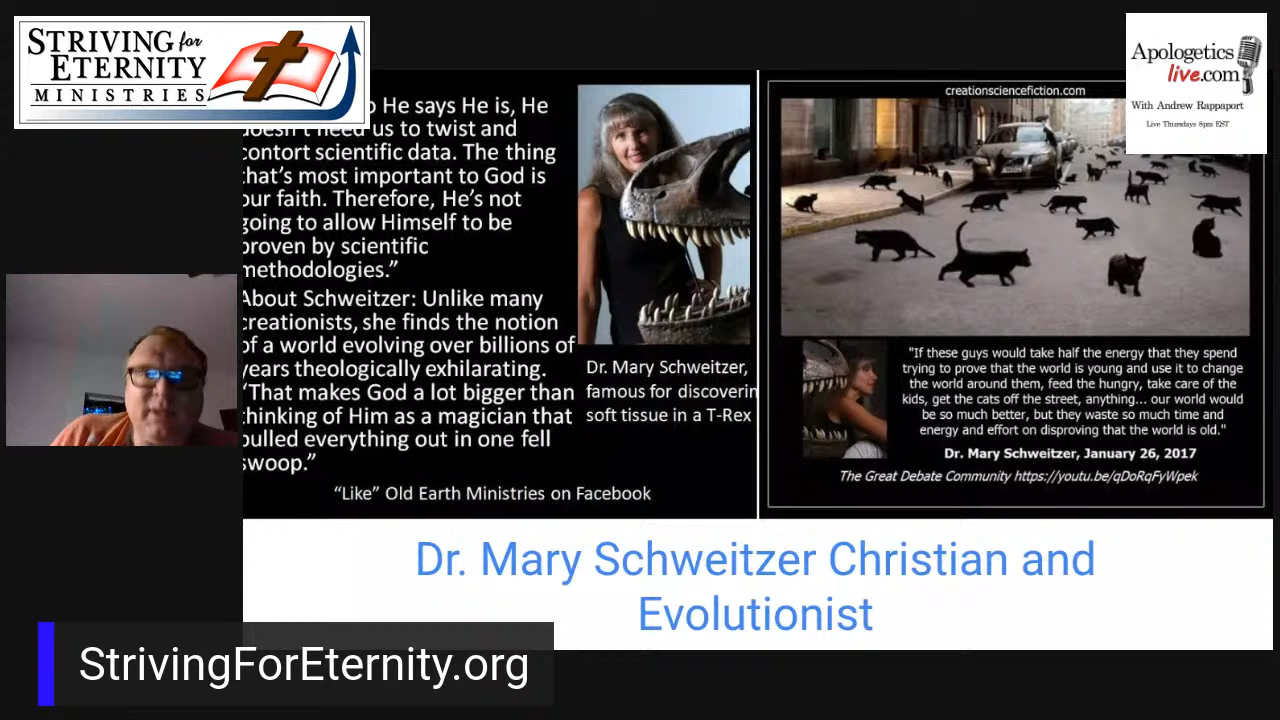 STRIVING for
ETERNITY
MINISTRIES
Apologetics
live.com
With Andrew Rappaport
Live Thursdays 8pm EST
He says He is, He
doesn't need us to twist and
contort scientific data. The thing
that's most important to God is
our faith. Therefore, He's not
going to allow Himself to be
proven by scientific
methodologies."
About Schweitzer: Unlike many
creationists, she finds the notion
of a world evolving over billions of
years theologically exhilarating.
"That makes God a lot bigger than
thinking of Him as a magician that
pulled everything out in one fell
swoop."
Dr. Mary Schweitzer,
famous for discoverin
soft tissue in a T-Rex
"Like" Old Earth Ministries on Facebook
creationsciencefiction.com
"If these guys would take half the energy that they spend
trying to prove that the world is young and use it to change
the world around them, feed the hungry, take care of the
kids, get the cats off the street, anything... our world would
be so much better, but they waste so much time and
energy and effort on disproving that the world is old."
Dr. Mary Schweitzer, January 26, 2017
The Great Debate Community https://youtu.be/qDoRqFyWpek
Dr. Mary Schweitzer Christian and
Evolutionist
StrivingForEternity.org